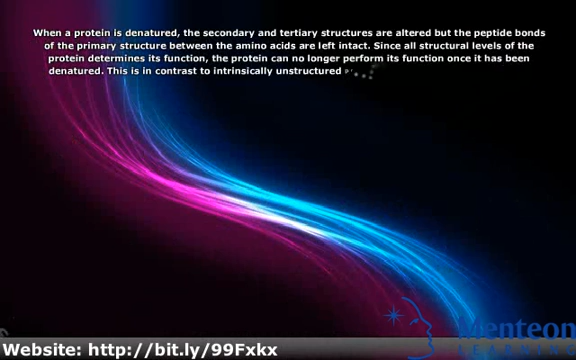 When a protein is denatured, the secondary and tertiary structures are altered but the peptide bonds
of the primary structure between the amino acids are left intact. Since all structural levels of the
protein determines its function, the protein can no longer perform its function once it has been
denatured. This is in contrast to intrinsically unstructured
Menteon
LEARNING
Website: http://bit.ly/99Fxkx